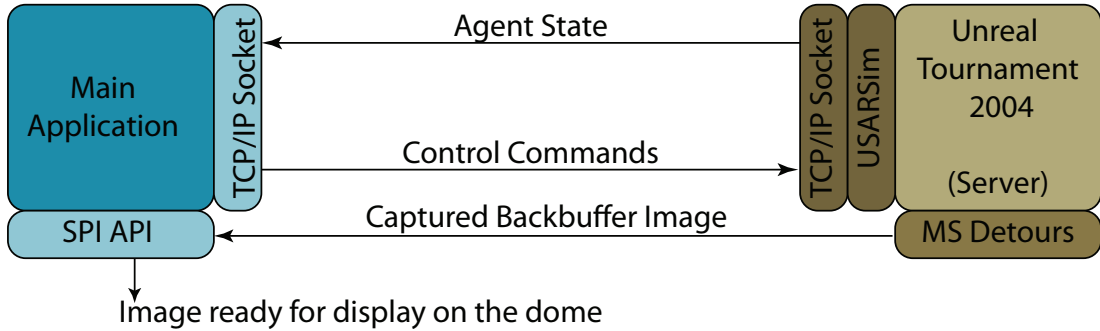 Main
Application
TCP/IP Socket
Agent State
Control Commands
TCP/IP Socket
USARSim
Unreal
Tournament
2004
(Server)
SPI API
Captured Backbuffer Image
MS Detours
Image ready for display on the dome